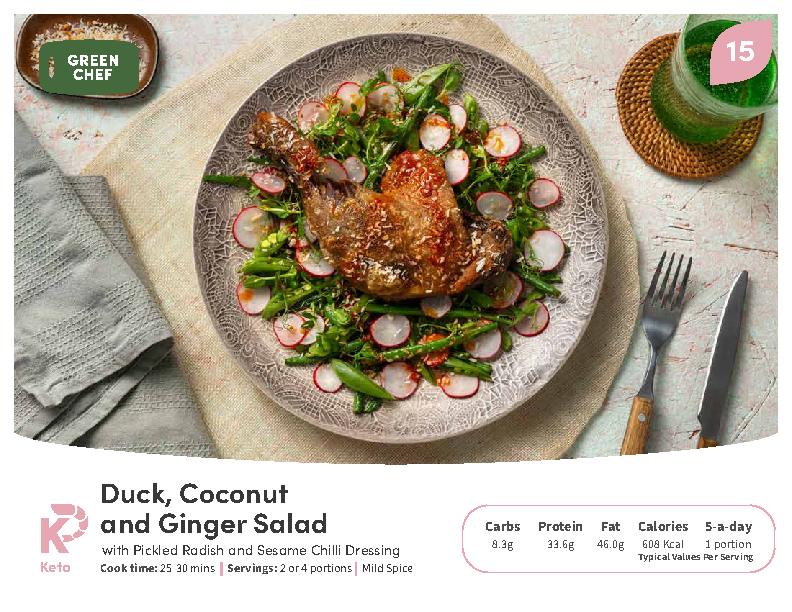 GREEN
CHEF
15
Duck, Coconut
and Ginger Salad
with Pickled Radish and Sesame Chilli Dressing
Cook time: 25 30 mins | Servings: 2 or 4 portions | Mild Spice
Keto
Carbs Protein Fat Calories 5-a-day
8.3g 33.6g 46.0g 608 Kcal 1 portion
Typical Values Per Serving